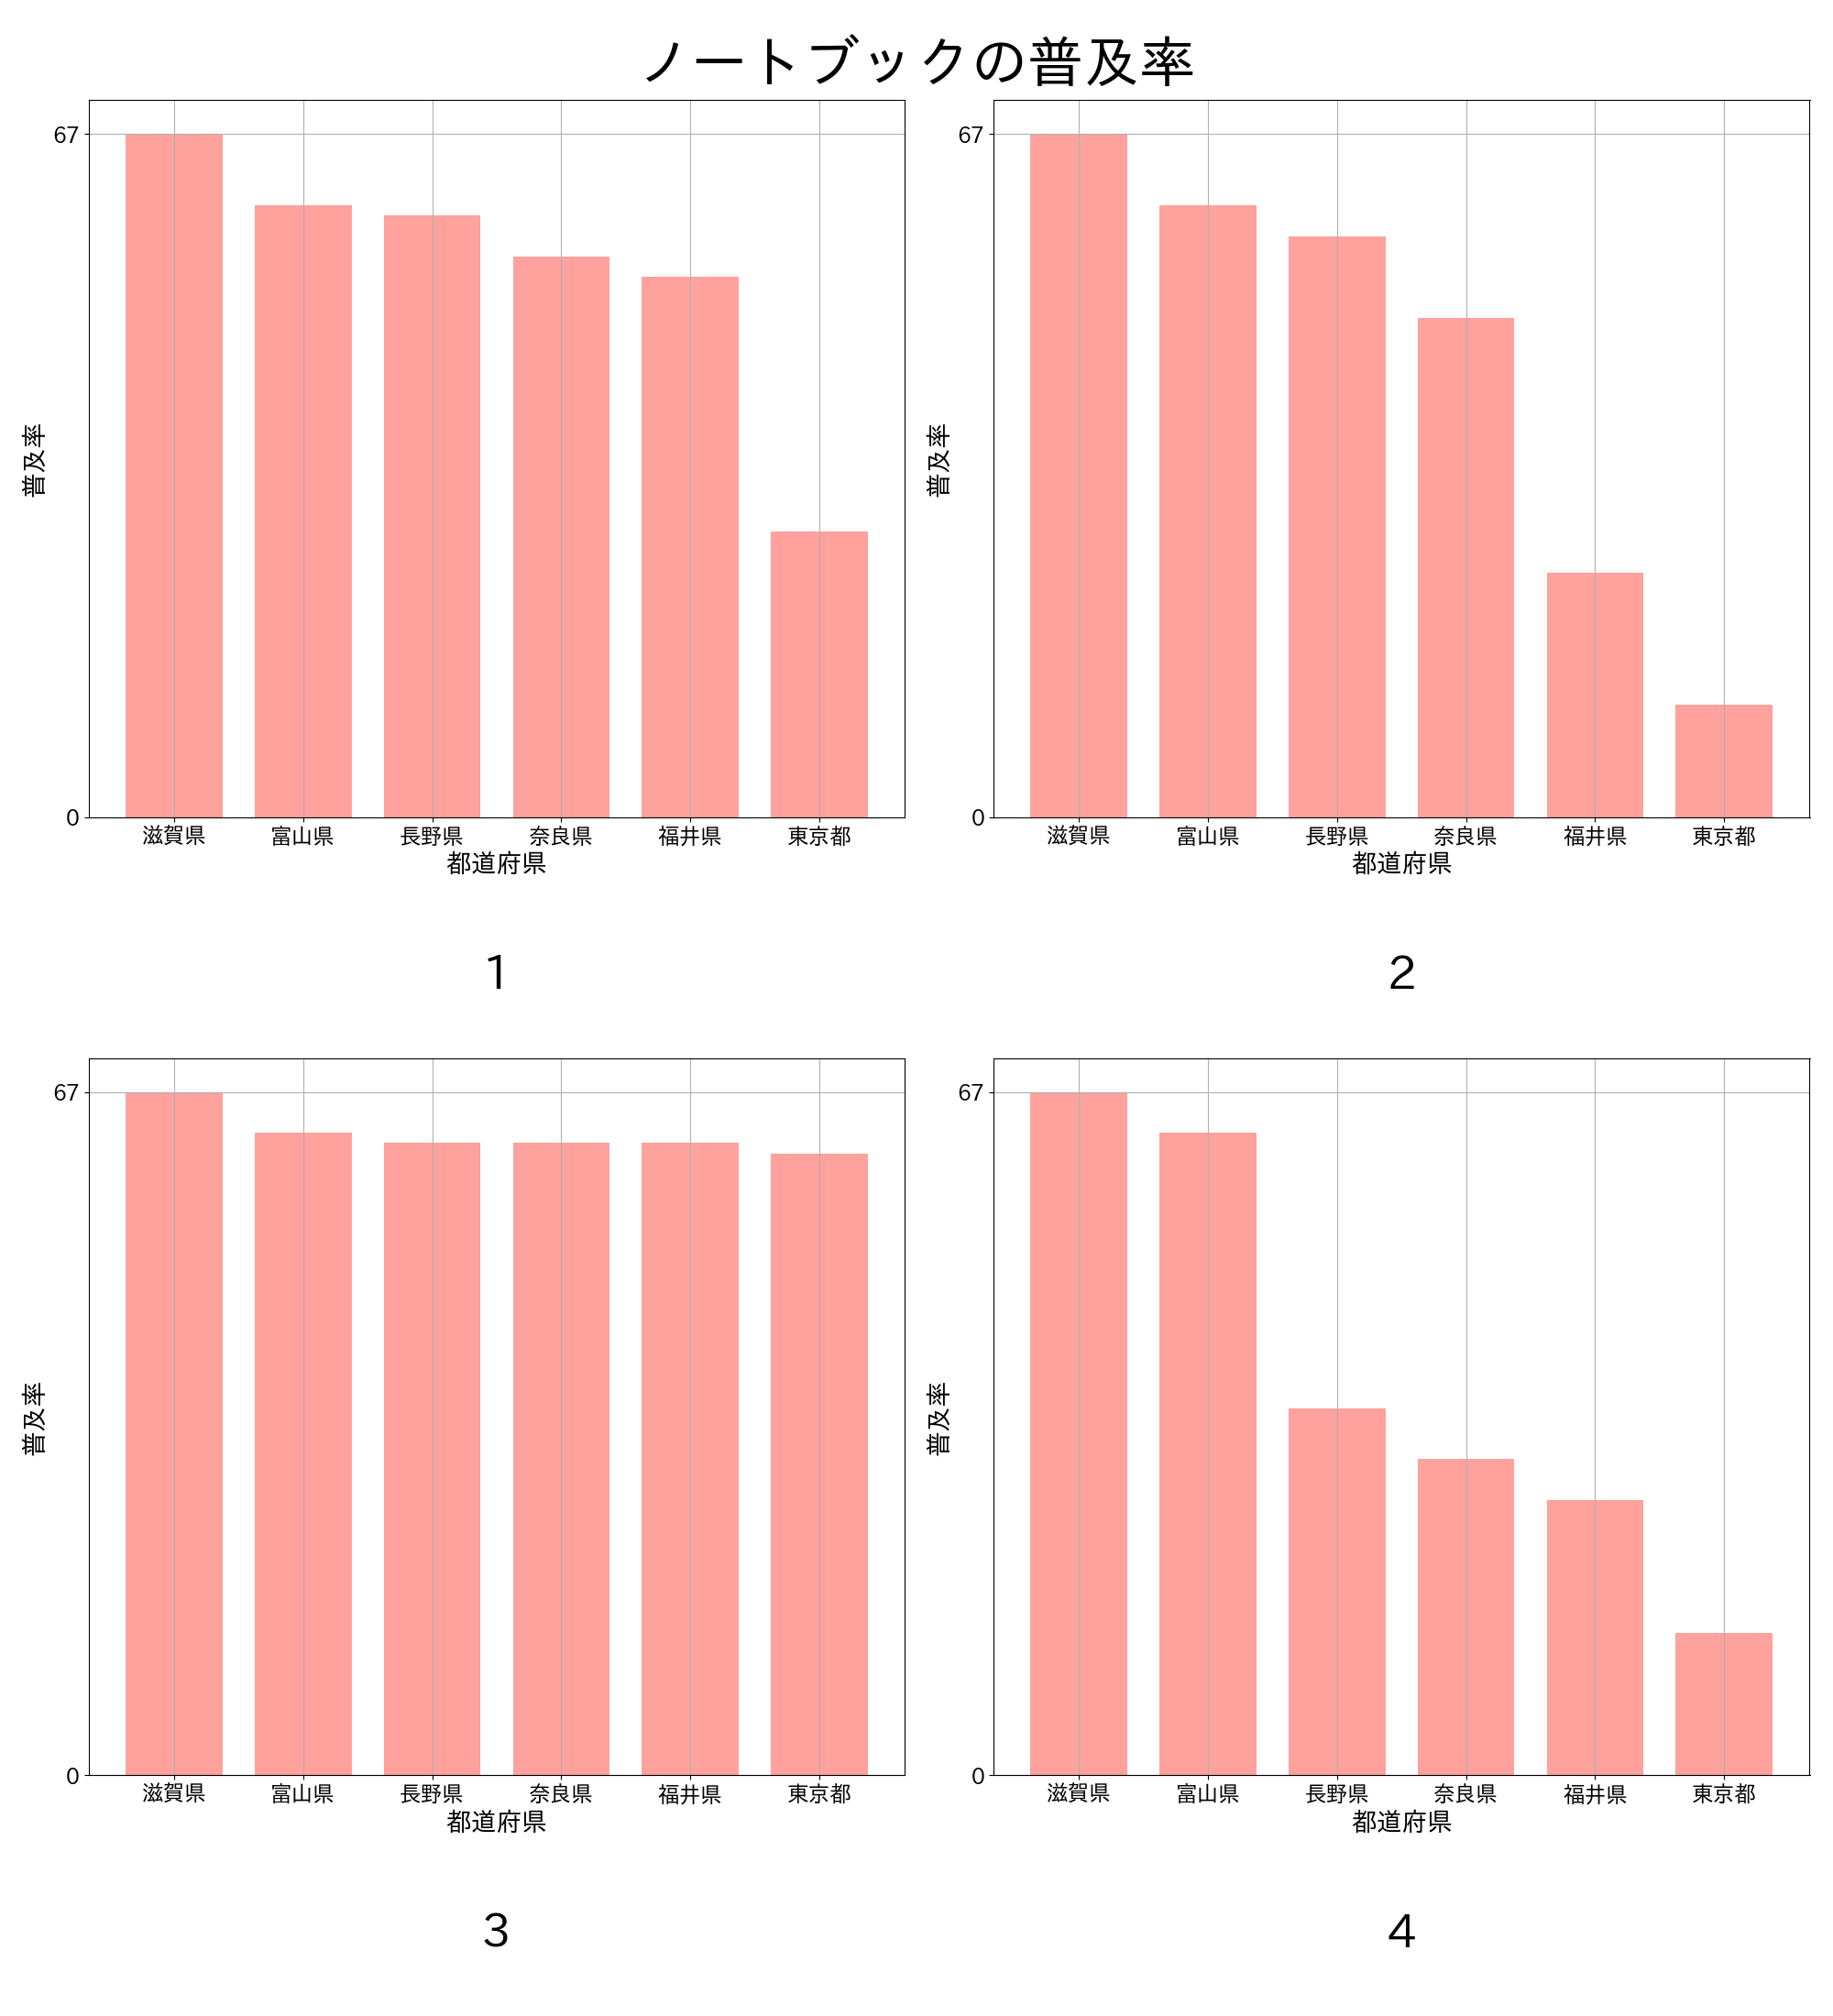 ノートブックの普及率
67
0
普及率
滋賀県 富山県 長野県 奈良県 福井県 東京都
都道府県
1
67
0
普及率
滋賀県 富山県 長野県 奈良県 福井県 東京都
都道府県
2
67
0
普及率
滋賀県 富山県 長野県 奈良県 福井県 東京都
都道府県
3
67
0
普及率
滋賀県 富山県 長野県 奈良県 福井県 東京都
都道府県
4